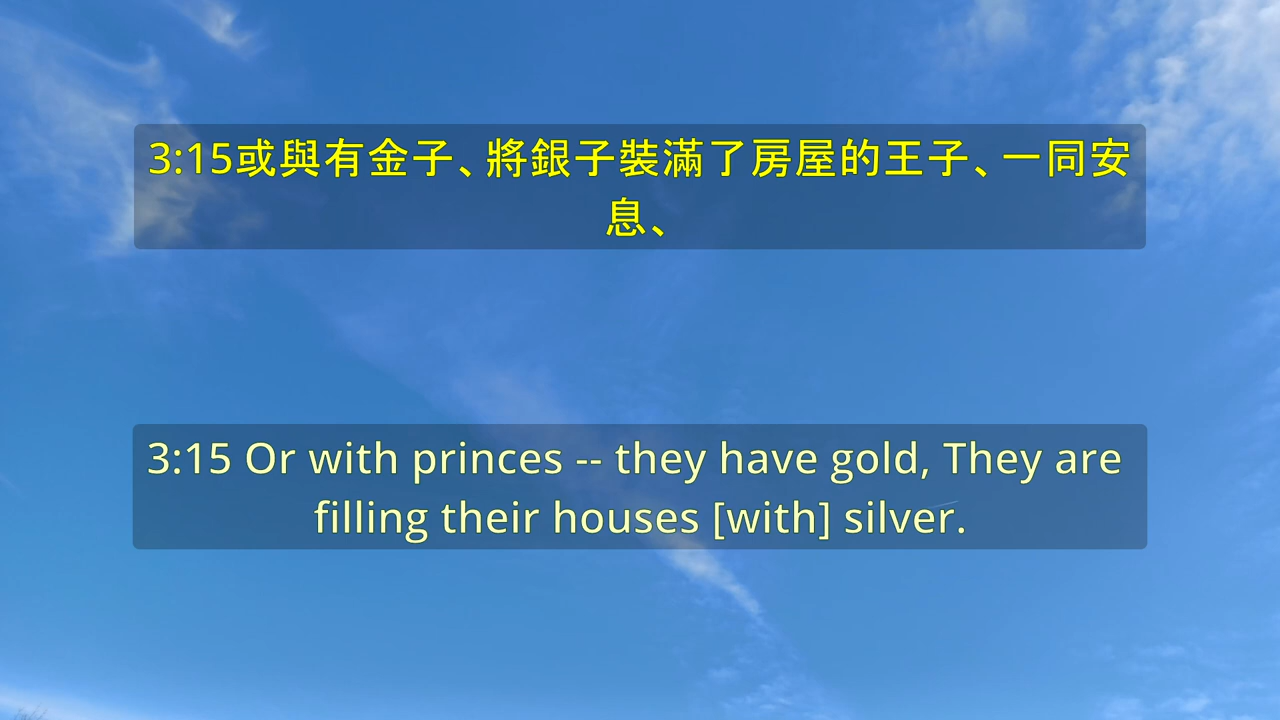 3:15或與有金子、將銀子裝滿了房屋的王子、一同安
息、
3:15 Or with princes -- they have gold, They are
filling their houses [with] silver.